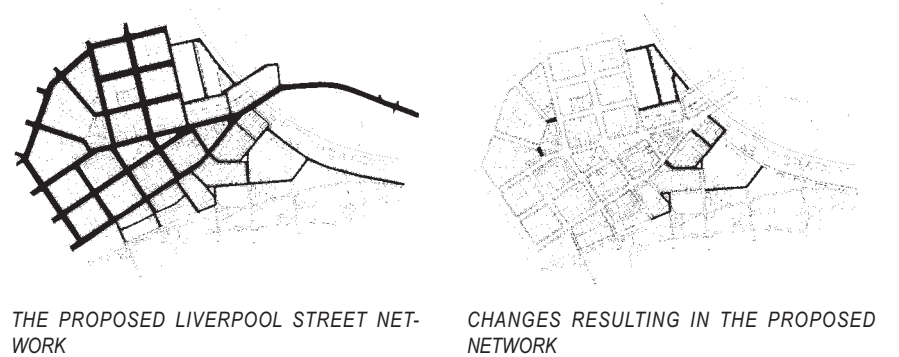 THE PROPOSED LIVERPOOL STREET NET-
WORK
CHANGES RESULTING IN THE PROPOSED
NETWORK